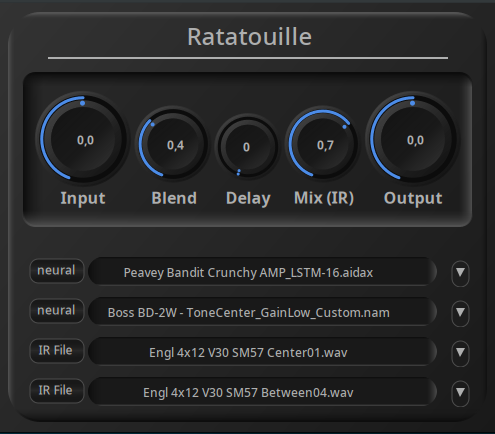 Ratatouille
0,0 0,4 0 0,7 0,0
Input Blend Delay Mix (IR) Output
neural Peavey Bandit Crunchy AMP_LSTM-16.aidax
neural Boss BD-2W - ToneCenter_GainLow_Custom.nam
IR File Engl 4x12 V30 SM57 Center01.wav
IR File Engl 4x12 V30 SM57 Between04.wav